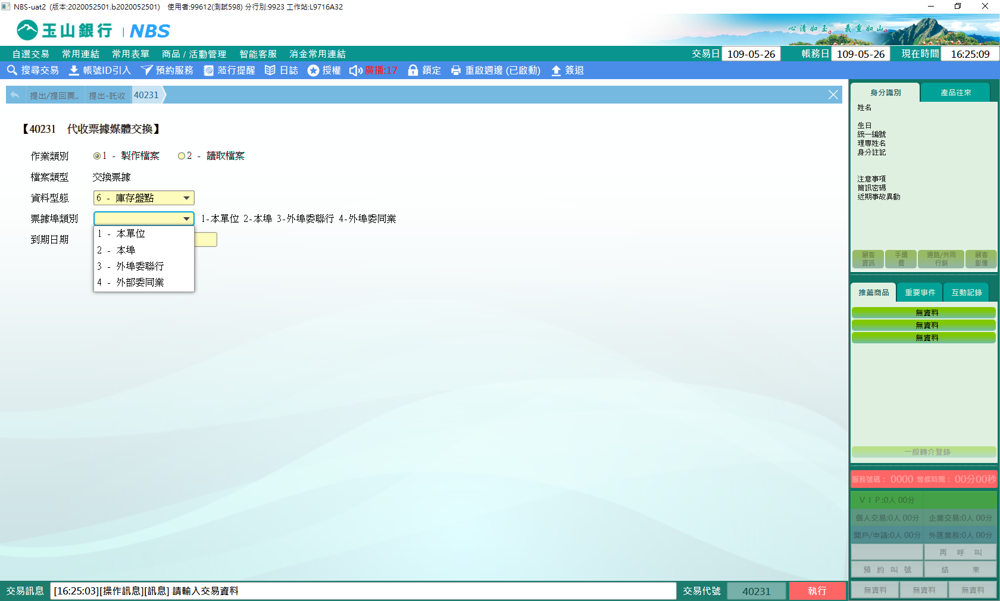 NBS-uat2 (版本:2020052501.b2020052501) 使用者:99612(測試598) 分行別:9923 工作站:L9716A32
玉山銀行 | NBS
心清如玉。 義重如山。
自選交易 常用連結 常用表單 商品 / 活動管理 智能客服 消金常用連結 交易日 109-05-26 帳務日 109-05-26 現在時間 16:25:09
搜尋交易 帳號ID引入 預約服務 蒞行提醒 日誌 授權 廣播:17 鎖定 重啟週邊 (已啟動) 簽退
提出/提回票.. 提出-託收 40231
【40231 代收票據媒體交換】
作業類別 1 - 製作檔案 2 - 讀取檔案
檔案類型 交換票據
資料型態 6 - 庫存盤點
票據埠類別 1-本單位 2-本埠 3-外埠委聯行 4-外埠委同業
1 - 本單位
到期日期
2 - 本埠
3 - 外埠委聯行
4 - 外部委同業
身分識別 產品往來
姓名
生日
統一編號
理專姓名
身分註記
注意事項
簡訊密碼
近期事故異動
顧客資訊 手續費 通路/共同行銷 顧客影像
推薦商品 重要事件 互動記錄
無資料
無資料
無資料
一般轉介登錄
服務號碼： 0000 等候時間： 00分00秒
ＶＩＰ:0人 00分
個人交易:0人 00分 企業交易:0人 00分
開戶/申請:0人 00分 外匯業務:0人 00分
再 呼 叫
預 約 叫 號 結 束
無資料 無資料 無資料
交易訊息 [16:25:03][操作訊息][訊息] 請輸入交易資料 交易代號 40231 執行